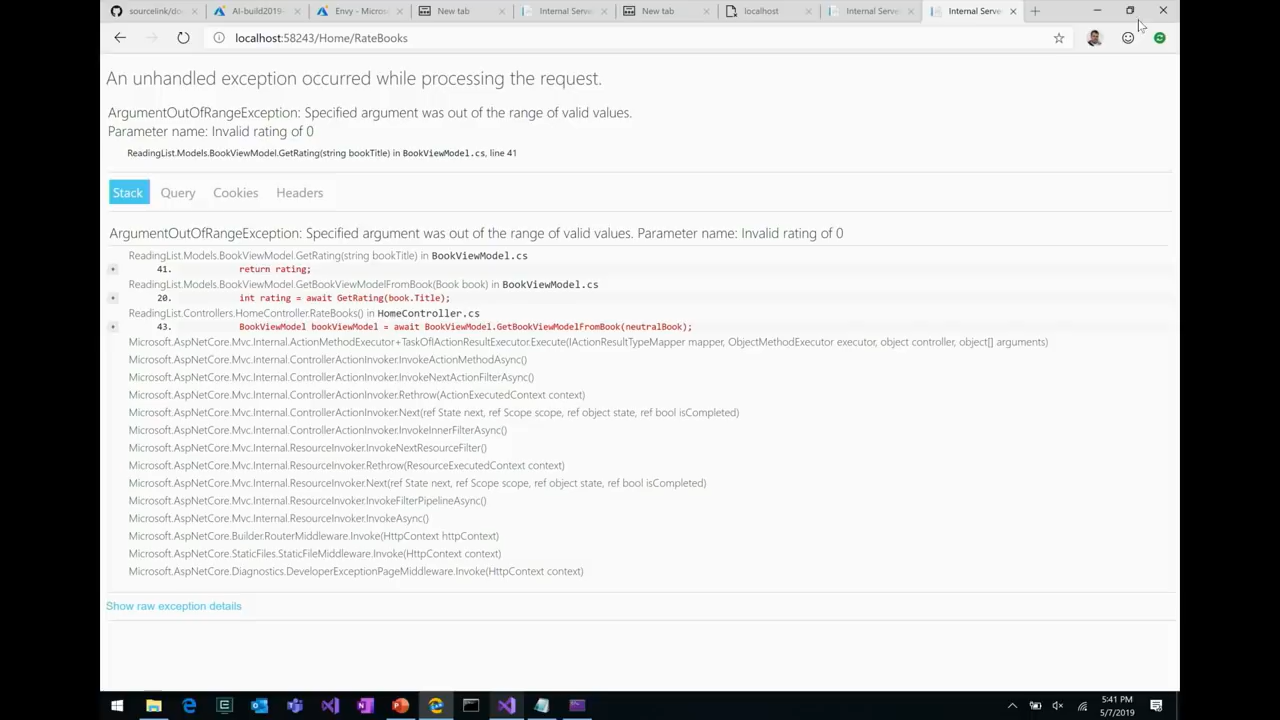 sourcelink/do
AI-build2019-
Envy - Micros
New tab
Internal Serve
New tab
localhost
Internal Serve
Internal Serve
localhost:58243/Home/RateBooks
An unhandled exception occurred while processing the request.
ArgumentOutOfRangeException: Specified argument was out of the range of valid values.
Parameter name: Invalid rating of 0
ReadingList.Models.BookViewModel.GetRating(string bookTitle) in BookViewModel.cs, line 41
Stack Query Cookies Headers
ArgumentOutOfRangeException: Specified argument was out of the range of valid values. Parameter name: Invalid rating of 0
ReadingList.Models.BookViewModel.GetRating(string bookTitle) in BookViewModel.cs
+ 41. return rating;
ReadingList.Models.BookViewModel.GetBookViewModelFromBook(Book book) in BookViewModel.cs
+ 20. int rating = await GetRating(book.Title);
ReadingList.Controllers.HomeController.RateBooks() in HomeController.cs
+ 43. BookViewModel bookViewModel = await BookViewModel.GetBookViewModelFromBook(neutralBook);
Microsoft.AspNetCore.Mvc.Internal.ActionMethodExecutor+TaskOfIActionResultExecutor.Execute(IActionResultTypeMapper mapper, ObjectMethodExecutor executor, object controller, object[] arguments)
Microsoft.AspNetCore.Mvc.Internal.ControllerActionInvoker.InvokeActionMethodAsync()
Microsoft.AspNetCore.Mvc.Internal.ControllerActionInvoker.InvokeNextActionFilterAsync()
Microsoft.AspNetCore.Mvc.Internal.ControllerActionInvoker.Rethrow(ActionExecutedContext context)
Microsoft.AspNetCore.Mvc.Internal.ControllerActionInvoker.Next(ref State next, ref Scope scope, ref object state, ref bool isCompleted)
Microsoft.AspNetCore.Mvc.Internal.ControllerActionInvoker.InvokeInnerFilterAsync()
Microsoft.AspNetCore.Mvc.Internal.ResourceInvoker.InvokeNextResourceFilter()
Microsoft.AspNetCore.Mvc.Internal.ResourceInvoker.Rethrow(ResourceExecutedContext context)
Microsoft.AspNetCore.Mvc.Internal.ResourceInvoker.Next(ref State next, ref Scope scope, ref object state, ref bool isCompleted)
Microsoft.AspNetCore.Mvc.Internal.ResourceInvoker.InvokeFilterPipelineAsync()
Microsoft.AspNetCore.Mvc.Internal.ResourceInvoker.InvokeAsync()
Microsoft.AspNetCore.Builder.RouterMiddleware.Invoke(HttpContext httpContext)
Microsoft.AspNetCore.StaticFiles.StaticFileMiddleware.Invoke(HttpContext context)
Microsoft.AspNetCore.Diagnostics.DeveloperExceptionPageMiddleware.Invoke(HttpContext context)
Show raw exception details
5:41 PM
5/7/2019